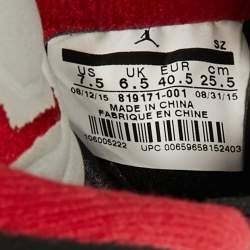 SZ
US UK EUR cm
7.5 6.5 40.5 25.5
08/12/15 819171-001 08/31/15
MADE IN CHINA
FABRIQUE EN CHINE
106005222
UPC 00659658152403